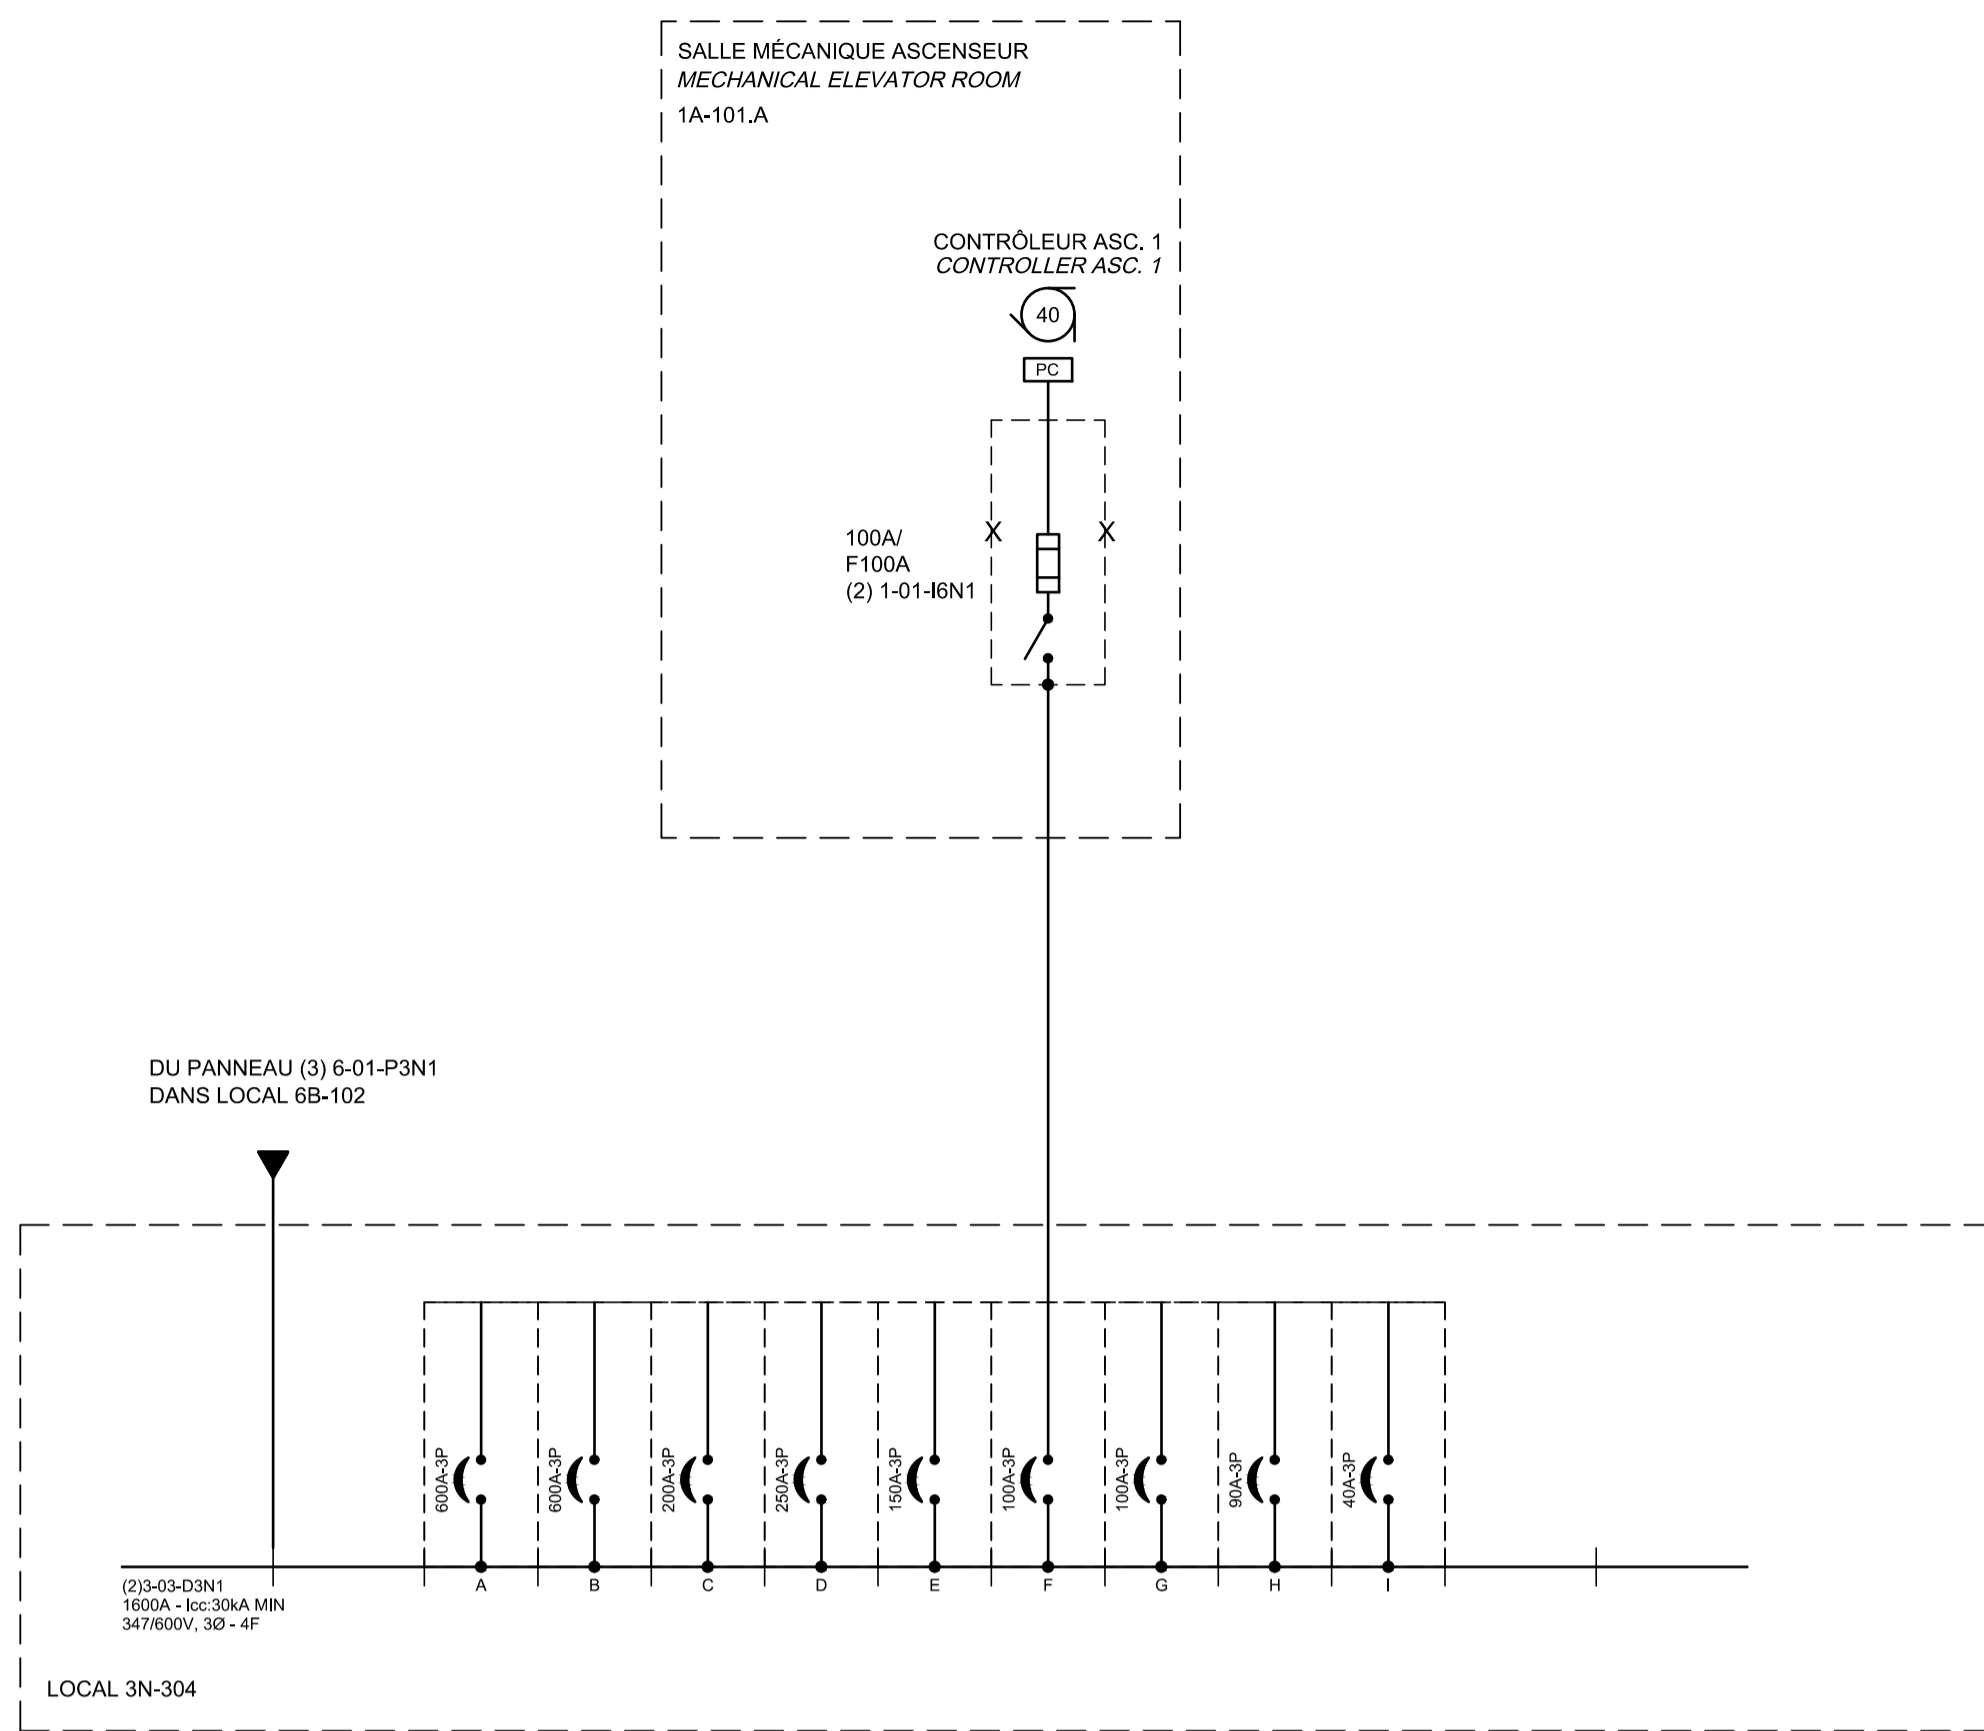 SALLE MÉCANIQUE ASCENSEUR
MECHANICAL ELEVATOR ROOM
1A-101.A
CONTRÔLEUR ASC. 1
CONTROLLER ASC. 1
40
PC
X X
100A/
F100A
(2) 1-01-I6N1
DU PANNEAU (3) 6-01-P3N1
DANS LOCAL 6B-102
600A-3P
600A-3P
200A-3P
250A-3P
150A-3P
100A-3P
100A-3P
90A-3P
40A-3P
A B C D E F G H I
(2)3-03-D3N1
1600A - Icc:30kA MIN
347/600V, 3Ø - 4F
LOCAL 3N-304